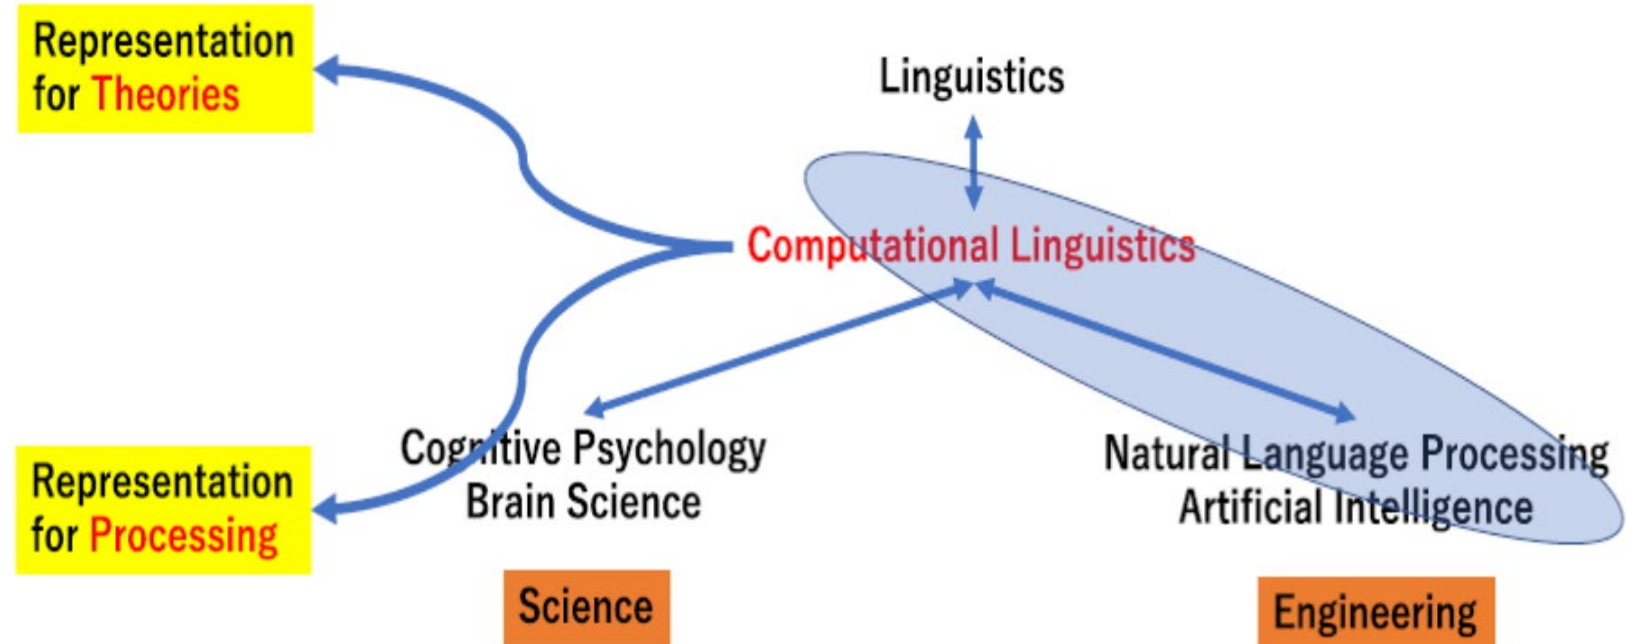 Representation
for Theories
Linguistics
Computational Linguistics
Cognitive Psychology
Brain Science
Natural Language Processing
Artificial Intelligence
Representation
for Processing
Science
Engineering